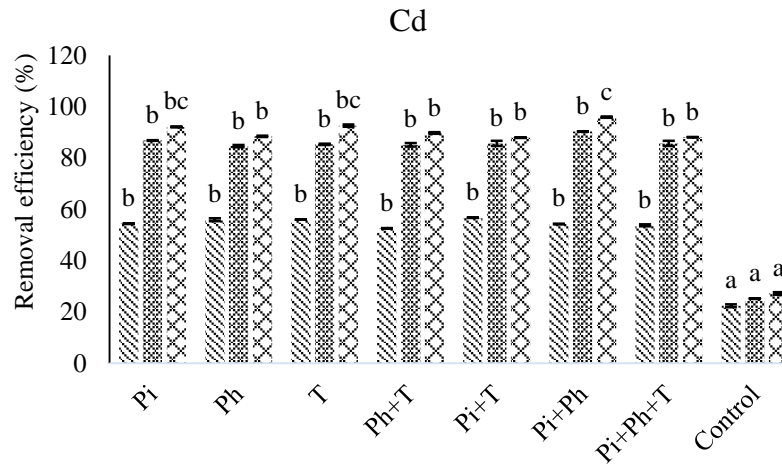 Cd
Removal efficiency (%)
120
100
80
60
40
20
0
b b bc
b b b
b b bc
b b b
b b b
b b c
b b b
a a a
Pi
Ph
T
Ph+T
Pi+T
Pi+Ph
Pi+Ph+T
Control